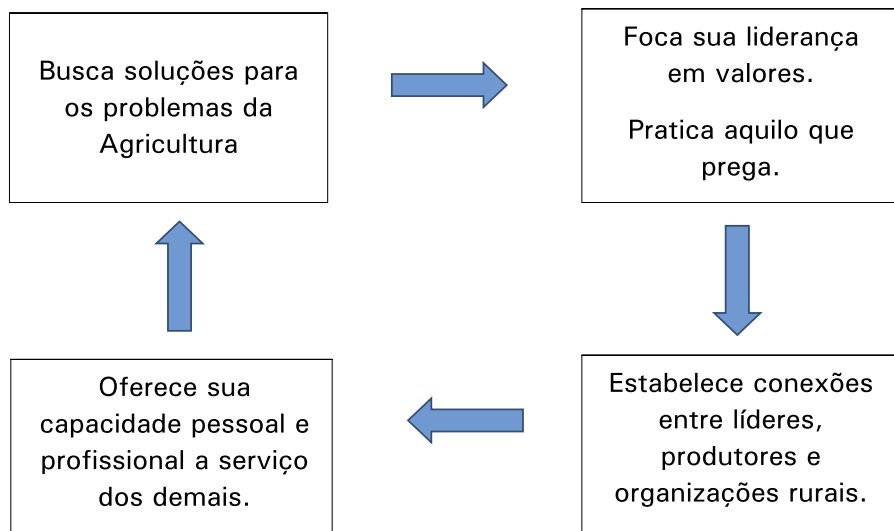 Busca soluções para
os problemas da
Agricultura
Foca sua liderança
em valores.
Pratica aquilo que
prega.
Estabelece conexões
entre líderes,
produtores e
organizações rurais.
Oferece sua
capacidade pessoal e
profissional a serviço
dos demais.